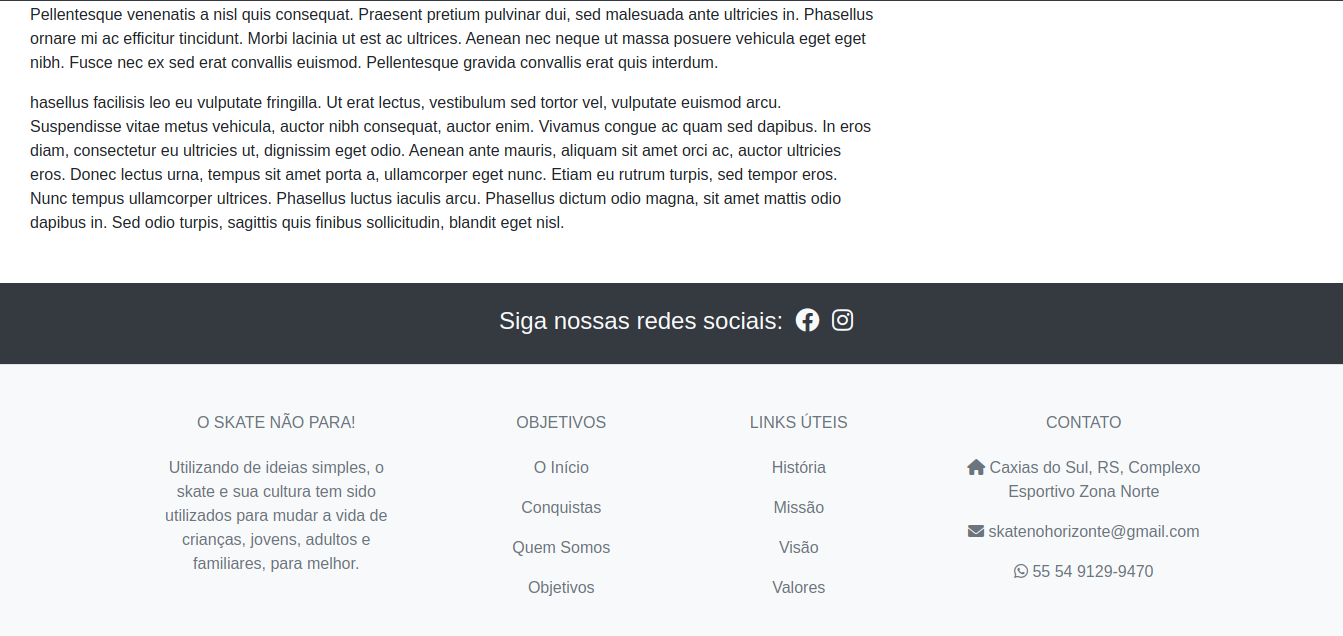 Pellentesque venenatis a nisl quis consequat. Praesent pretium pulvinar dui, sed malesuada ante ultricies in. Phasellus
ornare mi ac efficitur tincidunt. Morbi lacinia ut est ac ultrices. Aenean nec neque ut massa posuere vehicula eget eget
nibh. Fusce nec ex sed erat convallis euismod. Pellentesque gravida convallis erat quis interdum.
hasellus facilisis leo eu vulputate fringilla. Ut erat lectus, vestibulum sed tortor vel, vulputate euismod arcu.
Suspendisse vitae metus vehicula, auctor nibh consequat, auctor enim. Vivamus congue ac quam sed dapibus. In eros
diam, consectetur eu ultricies ut, dignissim eget odio. Aenean ante mauris, aliquam sit amet orci ac, auctor ultricies
eros. Donec lectus urna, tempus sit amet porta a, ullamcorper eget nunc. Etiam eu rutrum turpis, sed tempor eros.
Nunc tempus ullamcorper ultrices. Phasellus luctus iaculis arcu. Phasellus dictum odio magna, sit amet mattis odio
dapibus in. Sed odio turpis, sagittis quis finibus sollicitudin, blandit eget nisl.
Siga nossas redes sociais:
O SKATE NÃO PARA!
Utilizando de ideias simples, o
skate e sua cultura tem sido
utilizados para mudar a vida de
crianças, jovens, adultos e
familiares, para melhor.
OBJETIVOS
O Início
Conquistas
Quem Somos
Objetivos
LINKS ÚTEIS
História
Missão
Visão
Valores
CONTATO
Caxias do Sul, RS, Complexo
Esportivo Zona Norte
skatenohorizonte@gmail.com
55 54 9129-9470